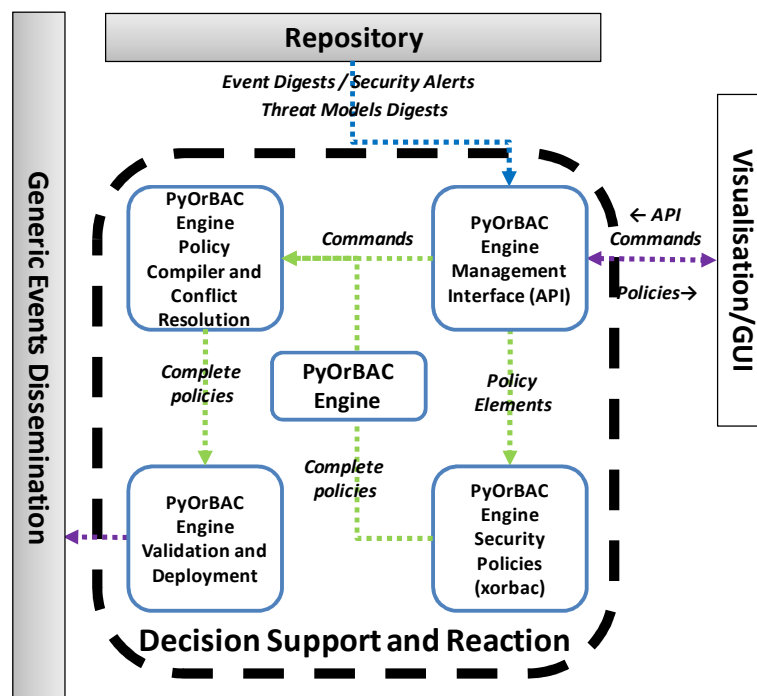 Repository
Event Digests / Security Alerts
Threat Models Digests
Generic Events Dissemination
Visualisation/GUI
PyOrBAC
Engine
Policy
Compiler and
Conflict
Resolution
Commands
PyOrBAC
Engine
Management
Interface (API)
← API
Commands
Policies→
Complete
policies
PyOrBAC
Engine
Policy
Elements
Complete
policies
PyOrBAC
Engine
Validation and
Deployment
PyOrBAC
Engine
Security
Policies
(xorbac)
Decision Support and Reaction